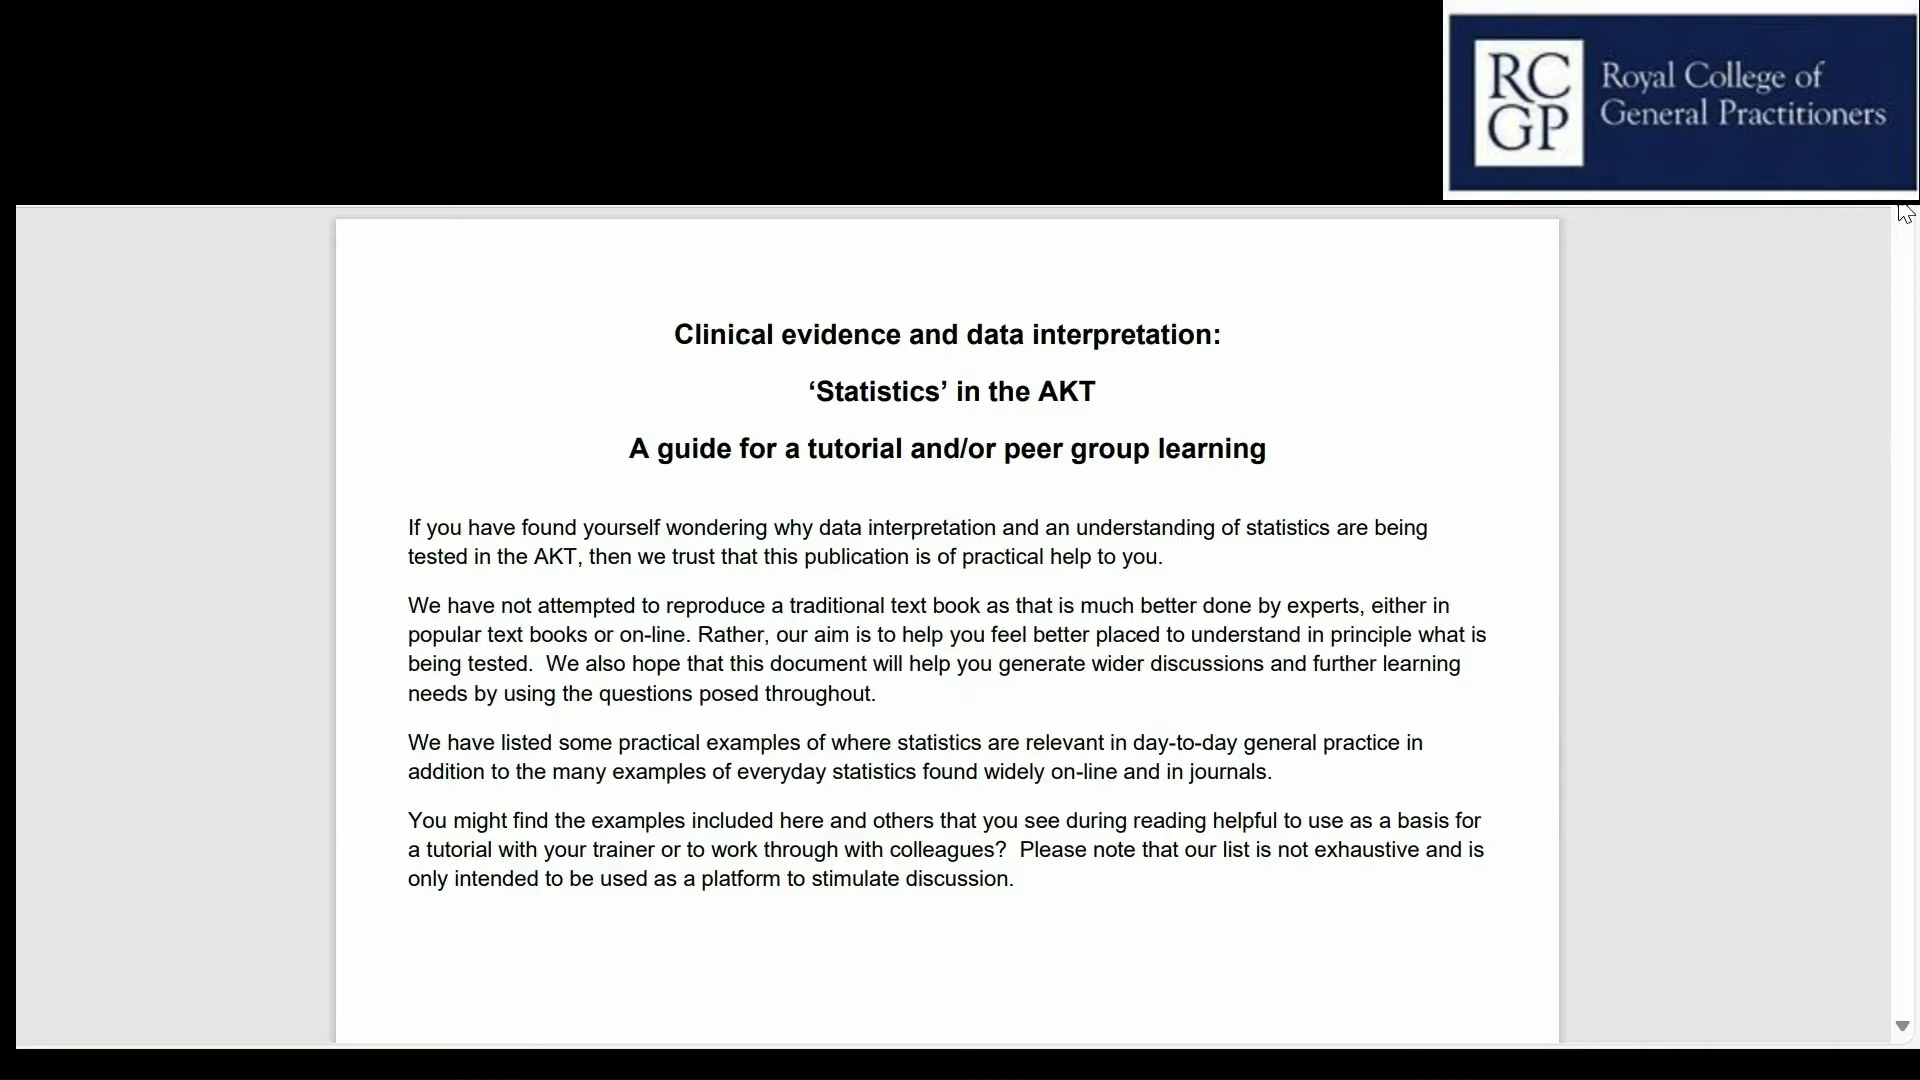 RC
GP
Royal College of
General Practitioners
Clinical evidence and data interpretation:
‘Statistics’ in the AKT
A guide for a tutorial and/or peer group learning
If you have found yourself wondering why data interpretation and an understanding of statistics are being
tested in the AKT, then we trust that this publication is of practical help to you.
We have not attempted to reproduce a traditional text book as that is much better done by experts, either in
popular text books or on-line. Rather, our aim is to help you feel better placed to understand in principle what is
being tested.  We also hope that this document will help you generate wider discussions and further learning
needs by using the questions posed throughout.
We have listed some practical examples of where statistics are relevant in day-to-day general practice in
addition to the many examples of everyday statistics found widely on-line and in journals.
You might find the examples included here and others that you see during reading helpful to use as a basis for
a tutorial with your trainer or to work through with colleagues?  Please note that our list is not exhaustive and is
only intended to be used as a platform to stimulate discussion.